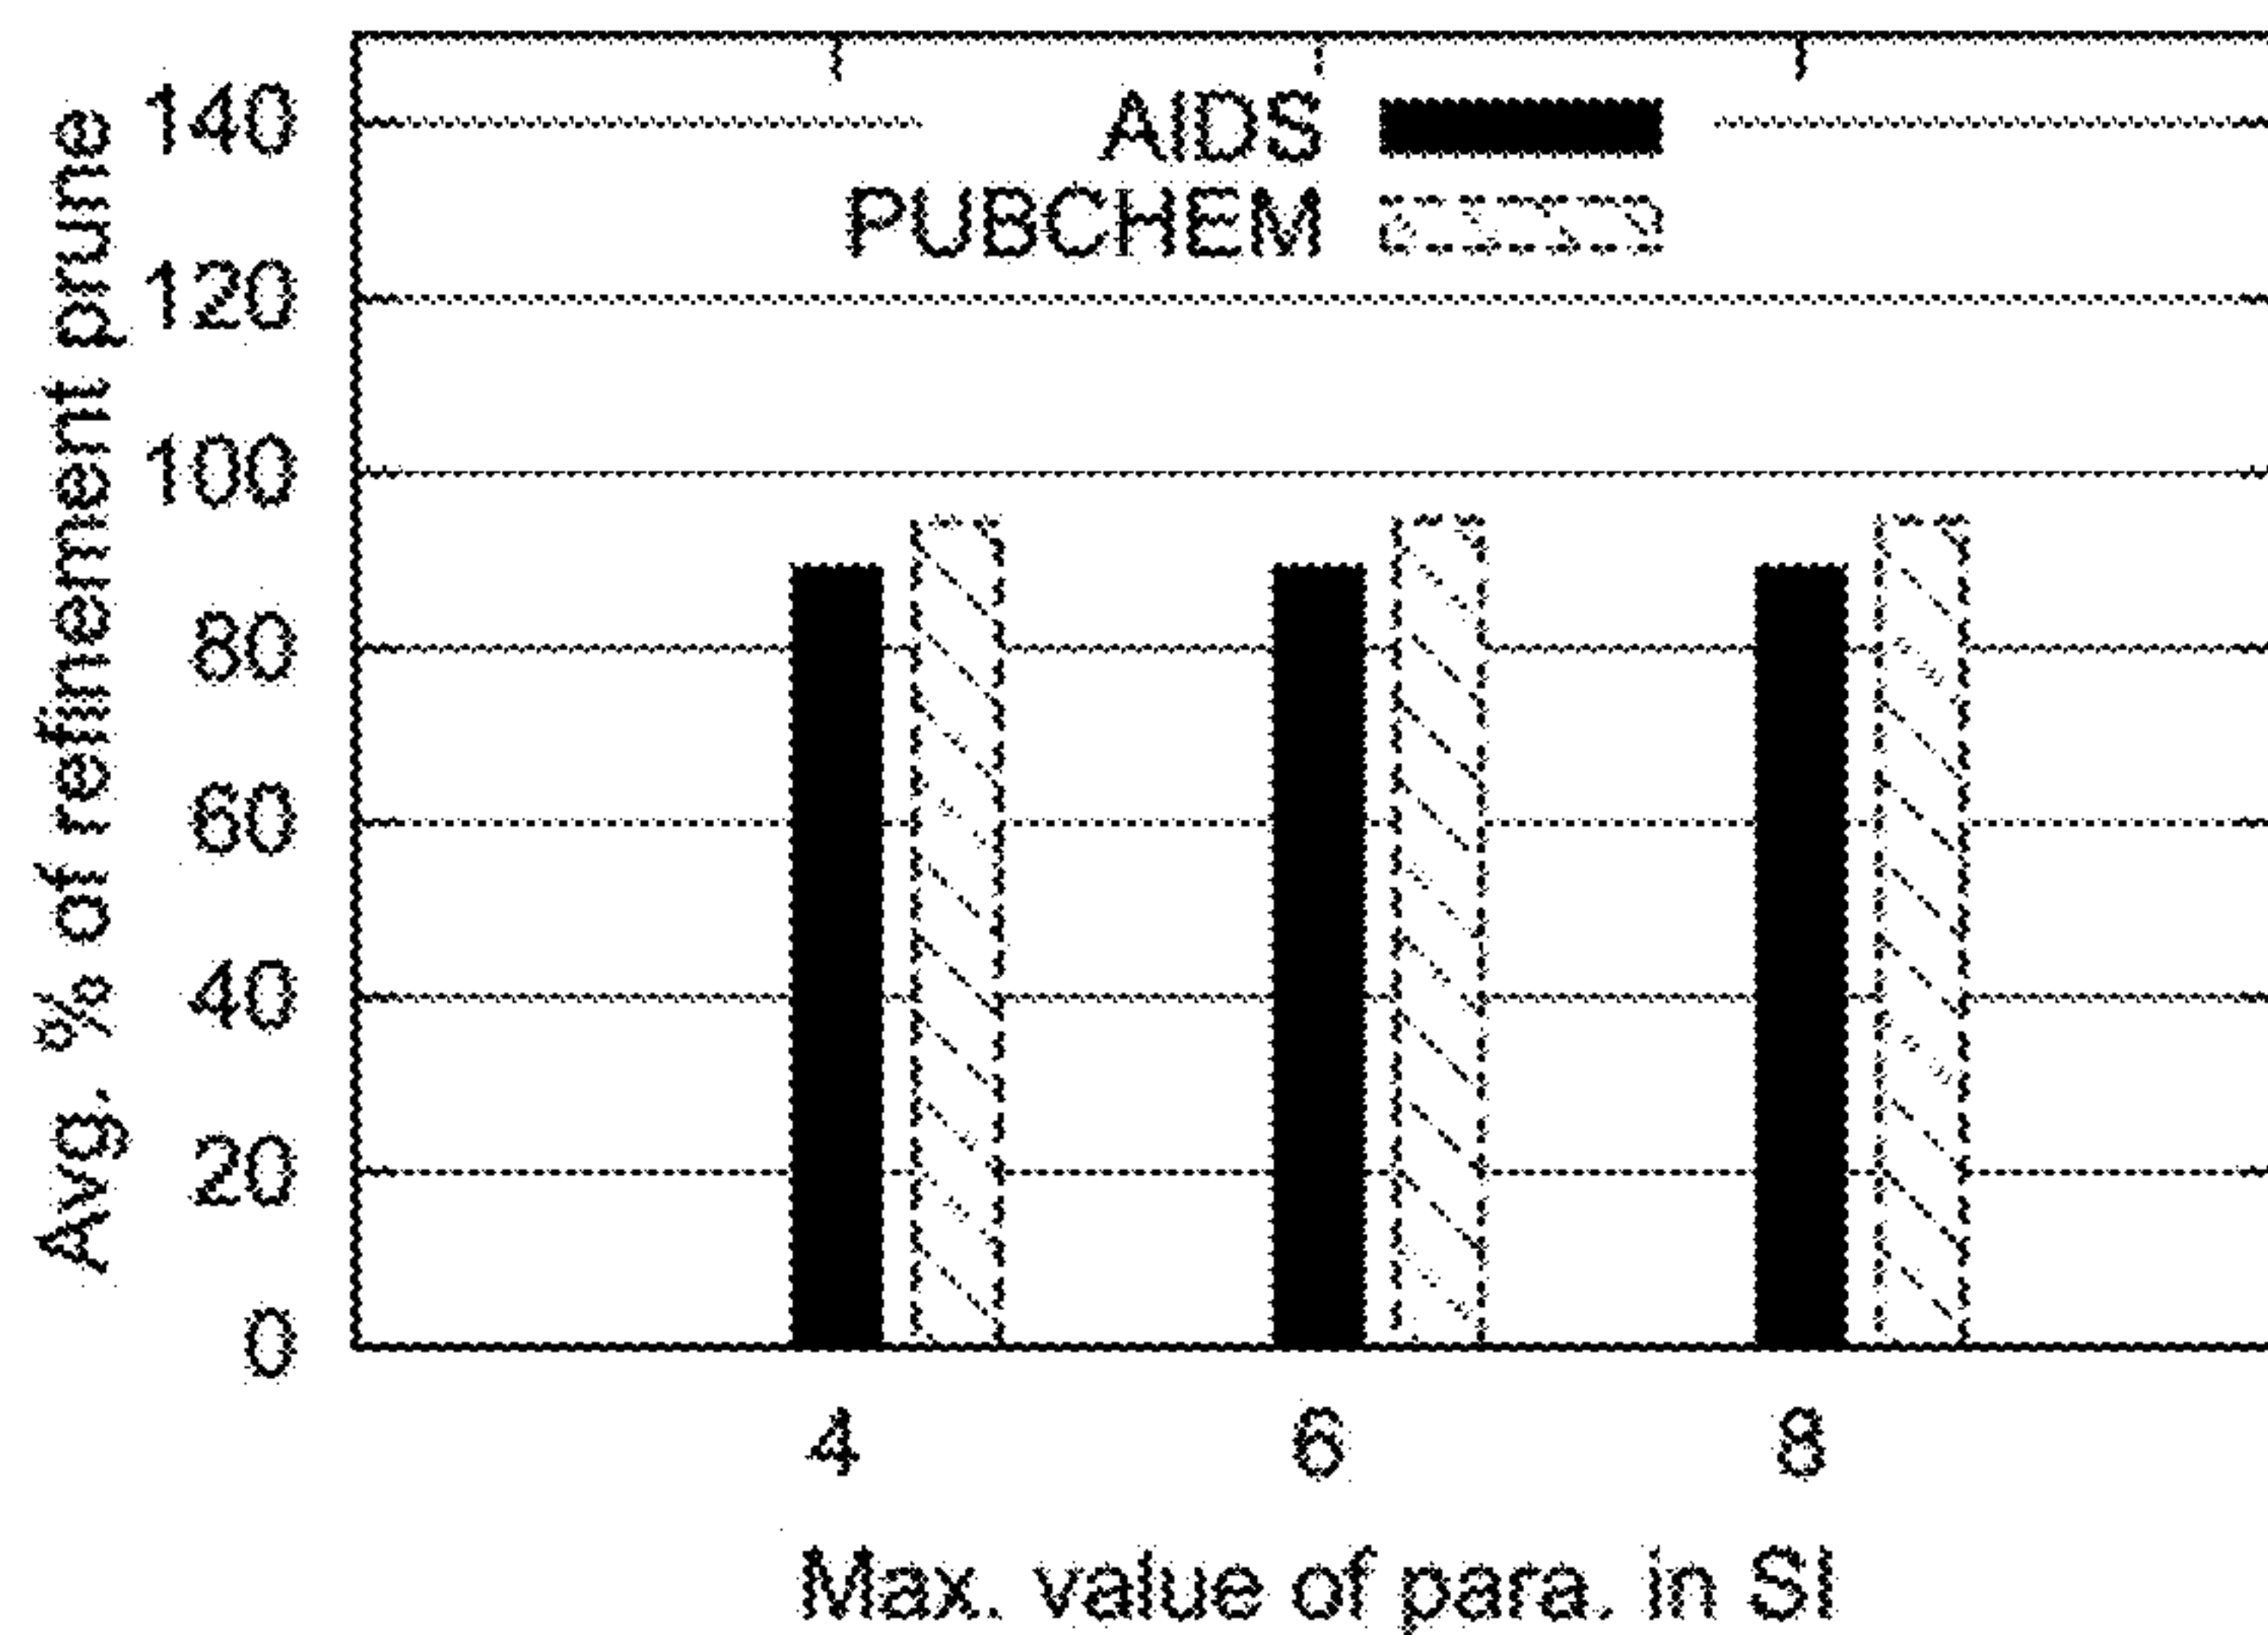 Avg. % of refinement prune
140
120
100
80
60
40
20
0
AIDS
PUBCHEM
4 6 8
Max. value of para. in SI